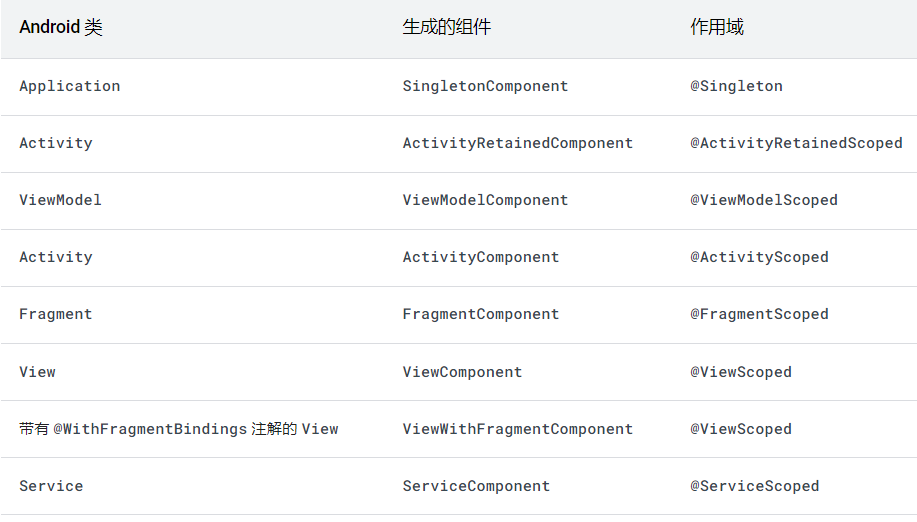 Android 类 生成的组件 作用域
Application SingletonComponent @Singleton
Activity ActivityRetainedComponent @ActivityRetainedScoped
ViewModel ViewModelComponent @ViewModelScoped
Activity ActivityComponent @ActivityScoped
Fragment FragmentComponent @FragmentScoped
View ViewComponent @ViewScoped
带有 @WithFragmentBindings 注解的 View ViewWithFragmentComponent @ViewScoped
Service ServiceComponent @ServiceScoped